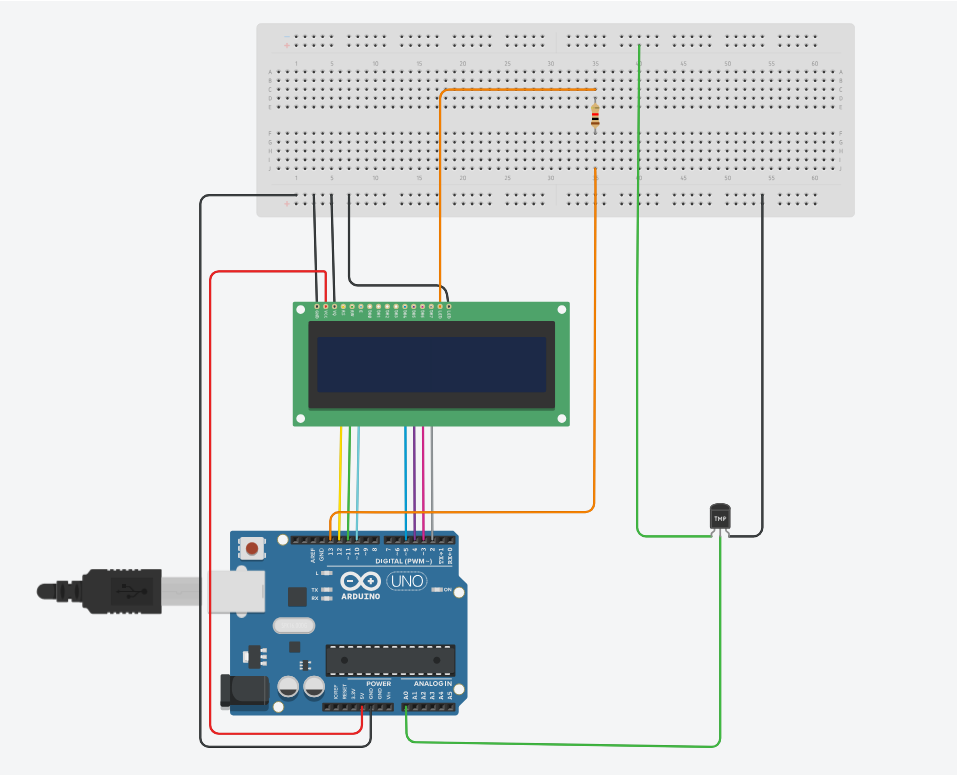 1 5 10 15 20 25 30 35 40 45 50 55 60
A A
B B
C C
D D
E E
F F
G G
H H
I I
J J
1 5 10 15 20 25 30 35 40 45 50 55 60
TMP
AREF
GND
13
12
~11
~10
~9
8
7
~6
~5
4
~3
2
TX→1
RX←0
DIGITAL (PWM~)
L
TX
RX
ARDUINO
UNO
ON
POWER
ANALOG IN
IOREF
RESET
3.3V
5V
GND
GND
Vin
A0
A1
A2
A3
A4
A5